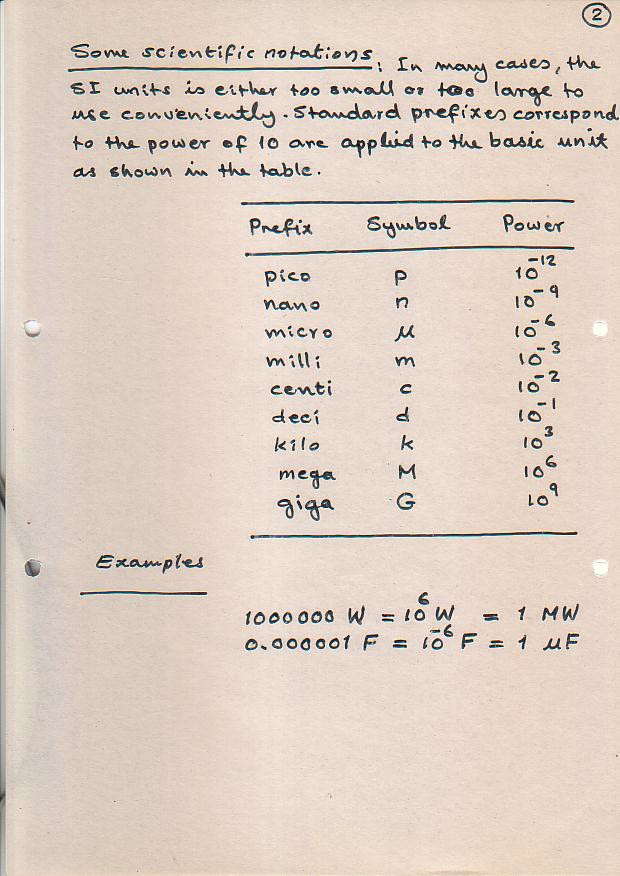 2
Some scientific notations: In many cases, the
SI units is either too small or too large to
use conveniently. Standard prefixes correspond
to the power of 10 are applied to the basic unit
as shown in the table.
Prefix Symbol Power
pico p 10⁻¹²
nano n 10⁻⁹
micro μ 10⁻⁶
milli m 10⁻³
centi c 10⁻²
deci d 10⁻¹
kilo k 10³
mega M 10⁶
giga G 10⁹
Examples
1000000 W = 10⁶ W = 1 MW
0.000001 F = 10⁻⁶ F = 1 μF